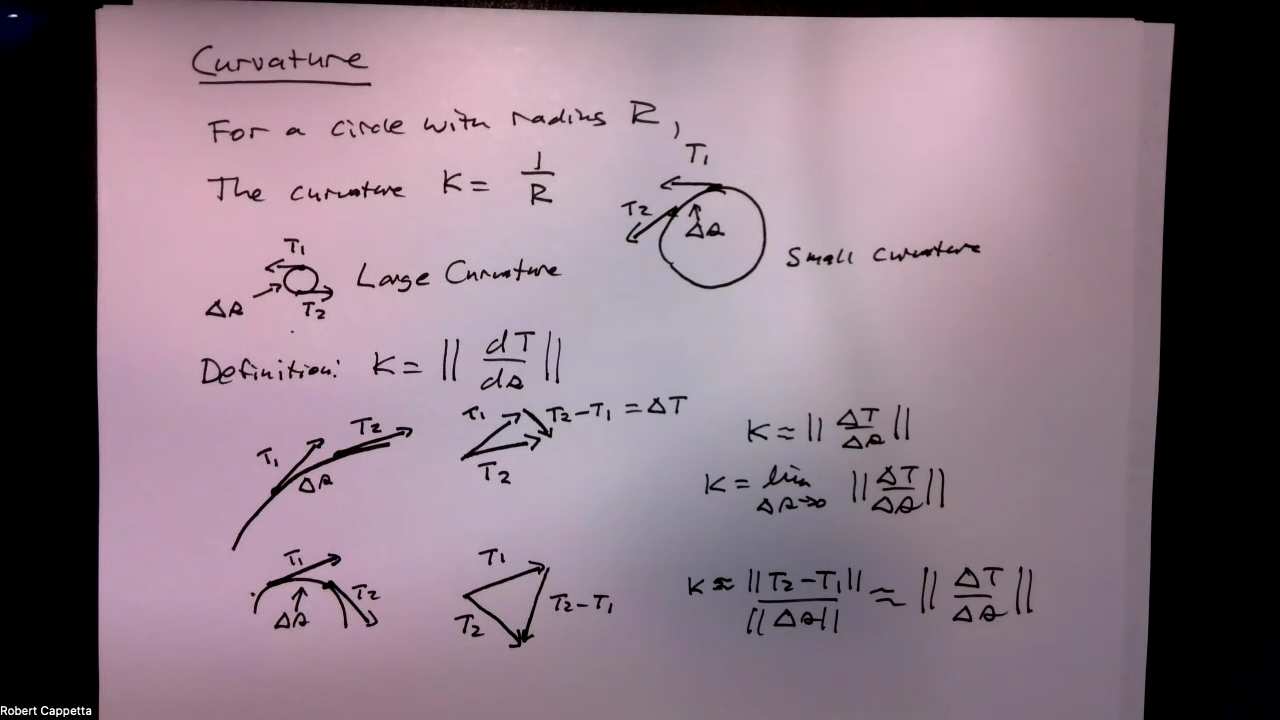 Curvature
For a circle with radius R,
The curvature K = 1/R
T1
T2
Δs
Small curvature
T1
Δs
T2
Large Curvature
Definition: K = || dT/ds ||
T1
T2
Δs
T1
T2
T2-T1 = ΔT
K ≈ || ΔT/Δs ||
K = lim Δs→0 || ΔT/Δs ||
T1
T2
Δs
T1
T2
T2-T1
K ≈ ||T2-T1|| / ||Δs|| ≈ || ΔT/Δs ||
Robert Cappetta